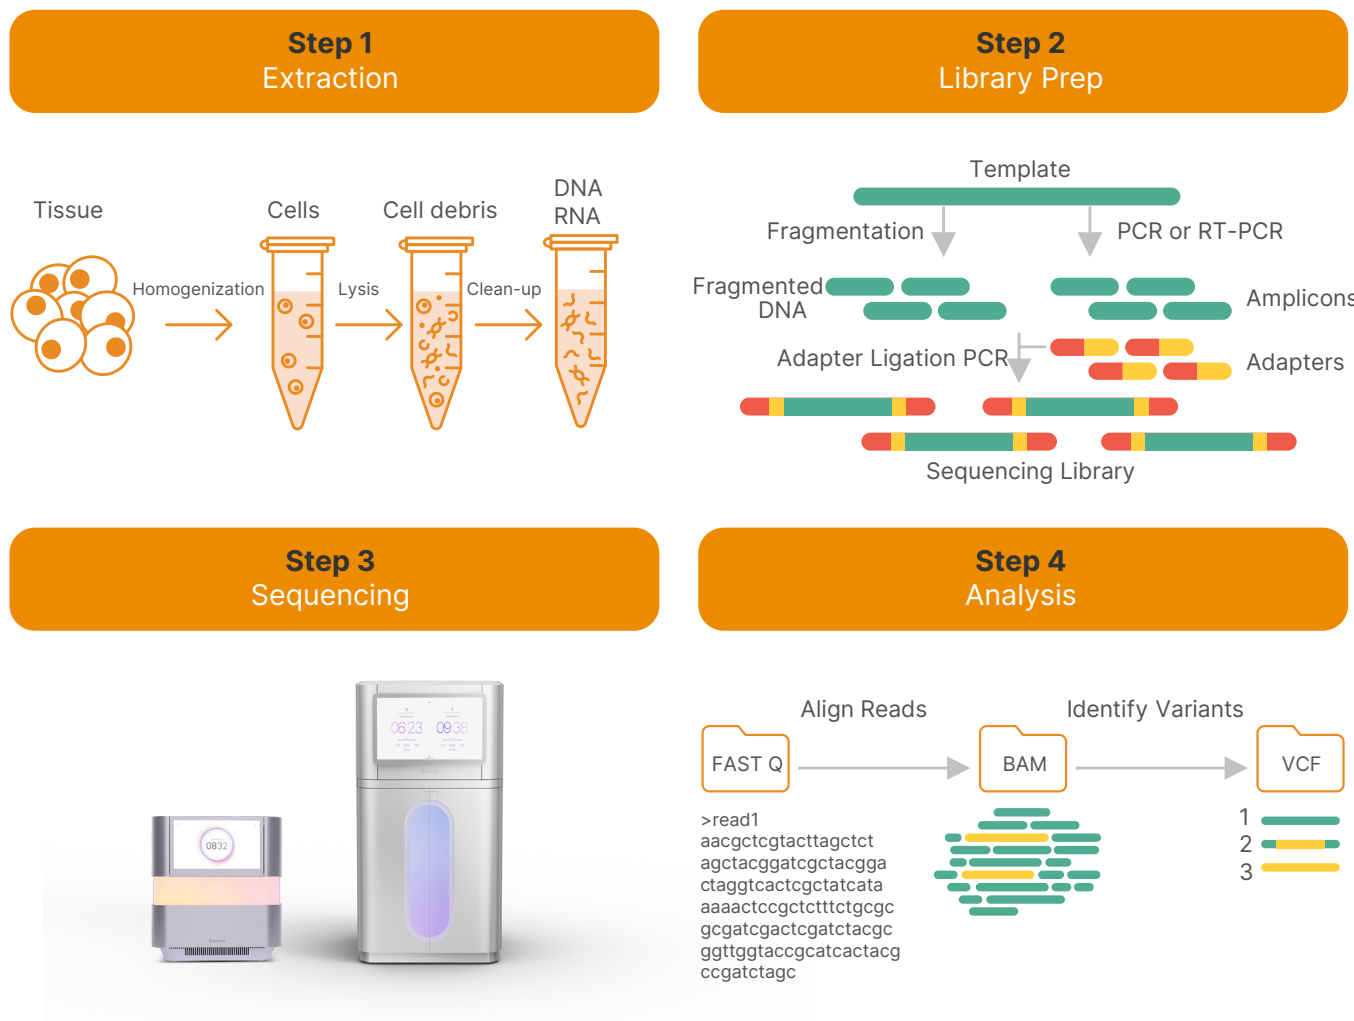 Step 1
Extraction
Tissue
Cells
Cell debris
DNA
RNA
Homogenization
Lysis
Clean-up
Step 2
Library Prep
Template
Fragmentation
PCR or RT-PCR
Fragmented
DNA
Amplicons
Adapter Ligation PCR
Adapters
Sequencing Library
Step 3
Sequencing
06:23
09:38
0832
Step 4
Analysis
Align Reads
Identify Variants
FAST Q
BAM
VCF
>read1
aacgctcgtacttagctct
agctacggatcgctacgga
ctaggtcactcgctatcata
aaaactccgctctttctgcgc
gcgatcgactcgatctacgc
ggttggtaccgcatcactacg
ccgatctagc
1
2
3